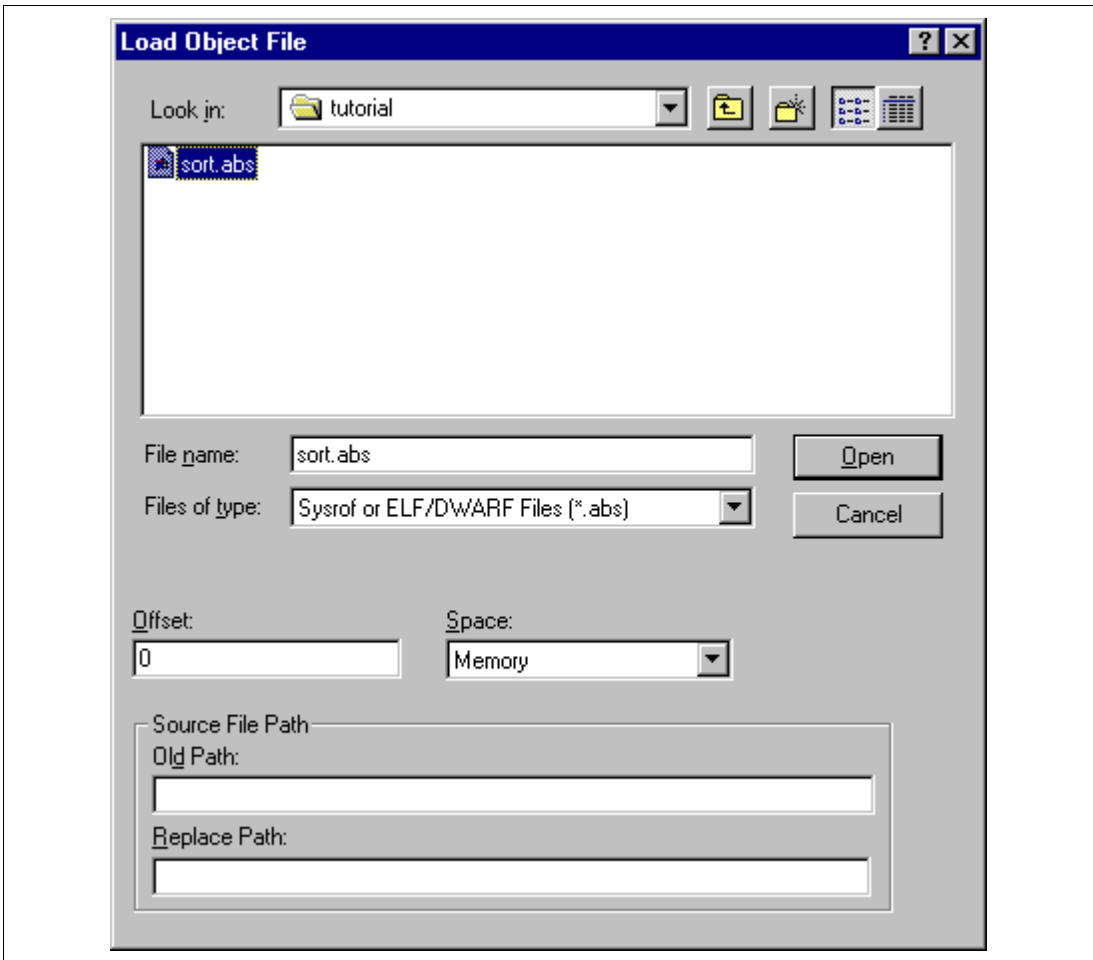 Load Object File
Look in: tutorial
sort.abs
File name: sort.abs
Open
Files of type: Sysrof or ELF/DWARF Files (*.abs)
Cancel
Offset: Space:
0 Memory
Source File Path
Old Path:
Replace Path: